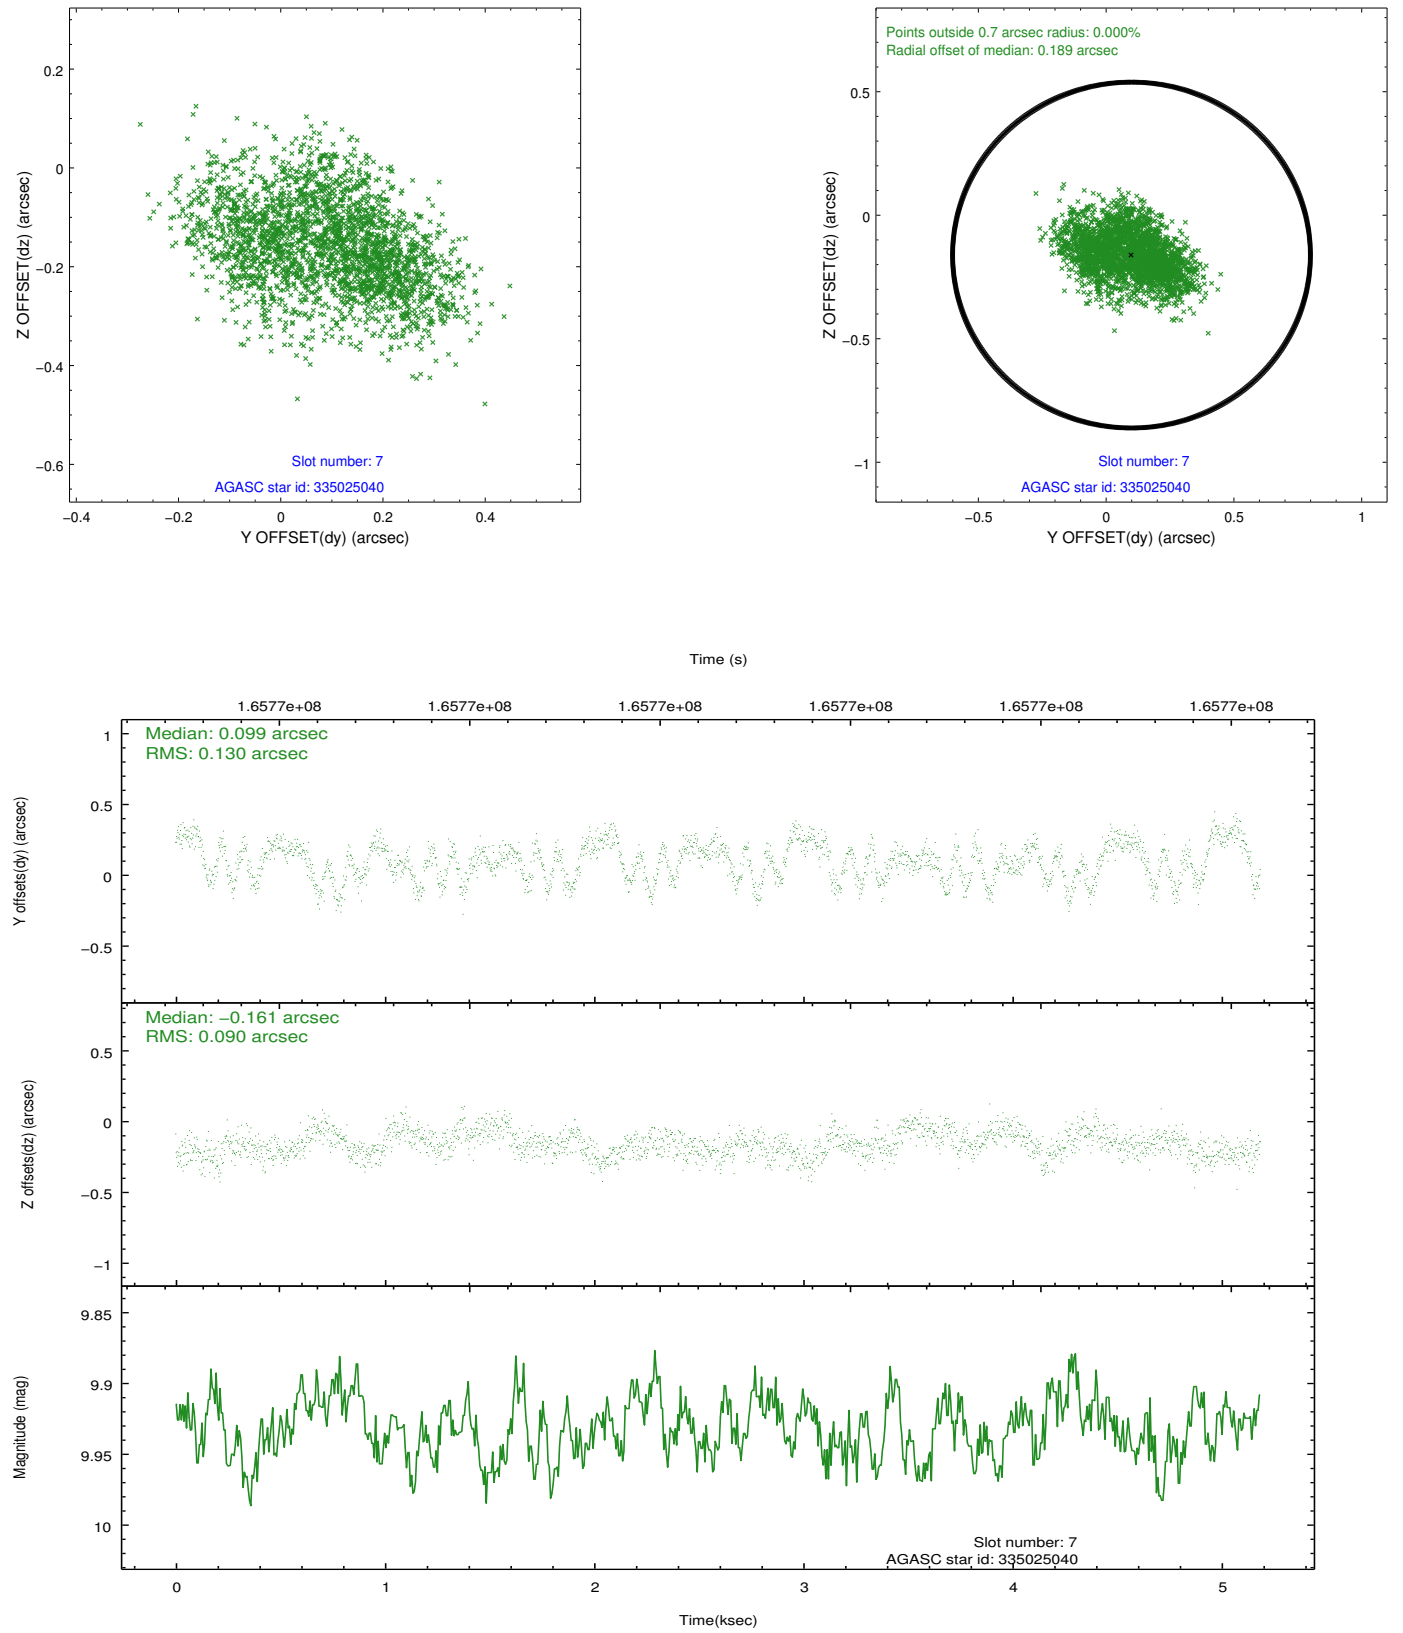 0.2
0
−0.2
−0.4
−0.6
Z OFFSET(dz) (arcsec)
Slot number: 7
AGASC star id: 335025040
−0.4 −0.2 0 0.2 0.4
Y OFFSET(dy) (arcsec)
Points outside 0.7 arcsec radius: 0.000%
Radial offset of median: 0.189 arcsec
0.5
0
−0.5
−1
Z OFFSET(dz) (arcsec)
Slot number: 7
AGASC star id: 335025040
−0.5 0 0.5 1
Y OFFSET(dy) (arcsec)
Time (s)
1.6577e+08 1.6577e+08 1.6577e+08 1.6577e+08 1.6577e+08 1.6577e+08
Median: 0.099 arcsec
RMS: 0.130 arcsec
1
0.5
0
−0.5
Y offsets(dy) (arcsec)
Median: −0.161 arcsec
RMS: 0.090 arcsec
0.5
0
−0.5
−1
Z offsets(dz) (arcsec)
9.85
9.9
9.95
10
Magnitude (mag)
Slot number: 7
AGASC star id: 335025040
0 1 2 3 4 5
Time(ksec)